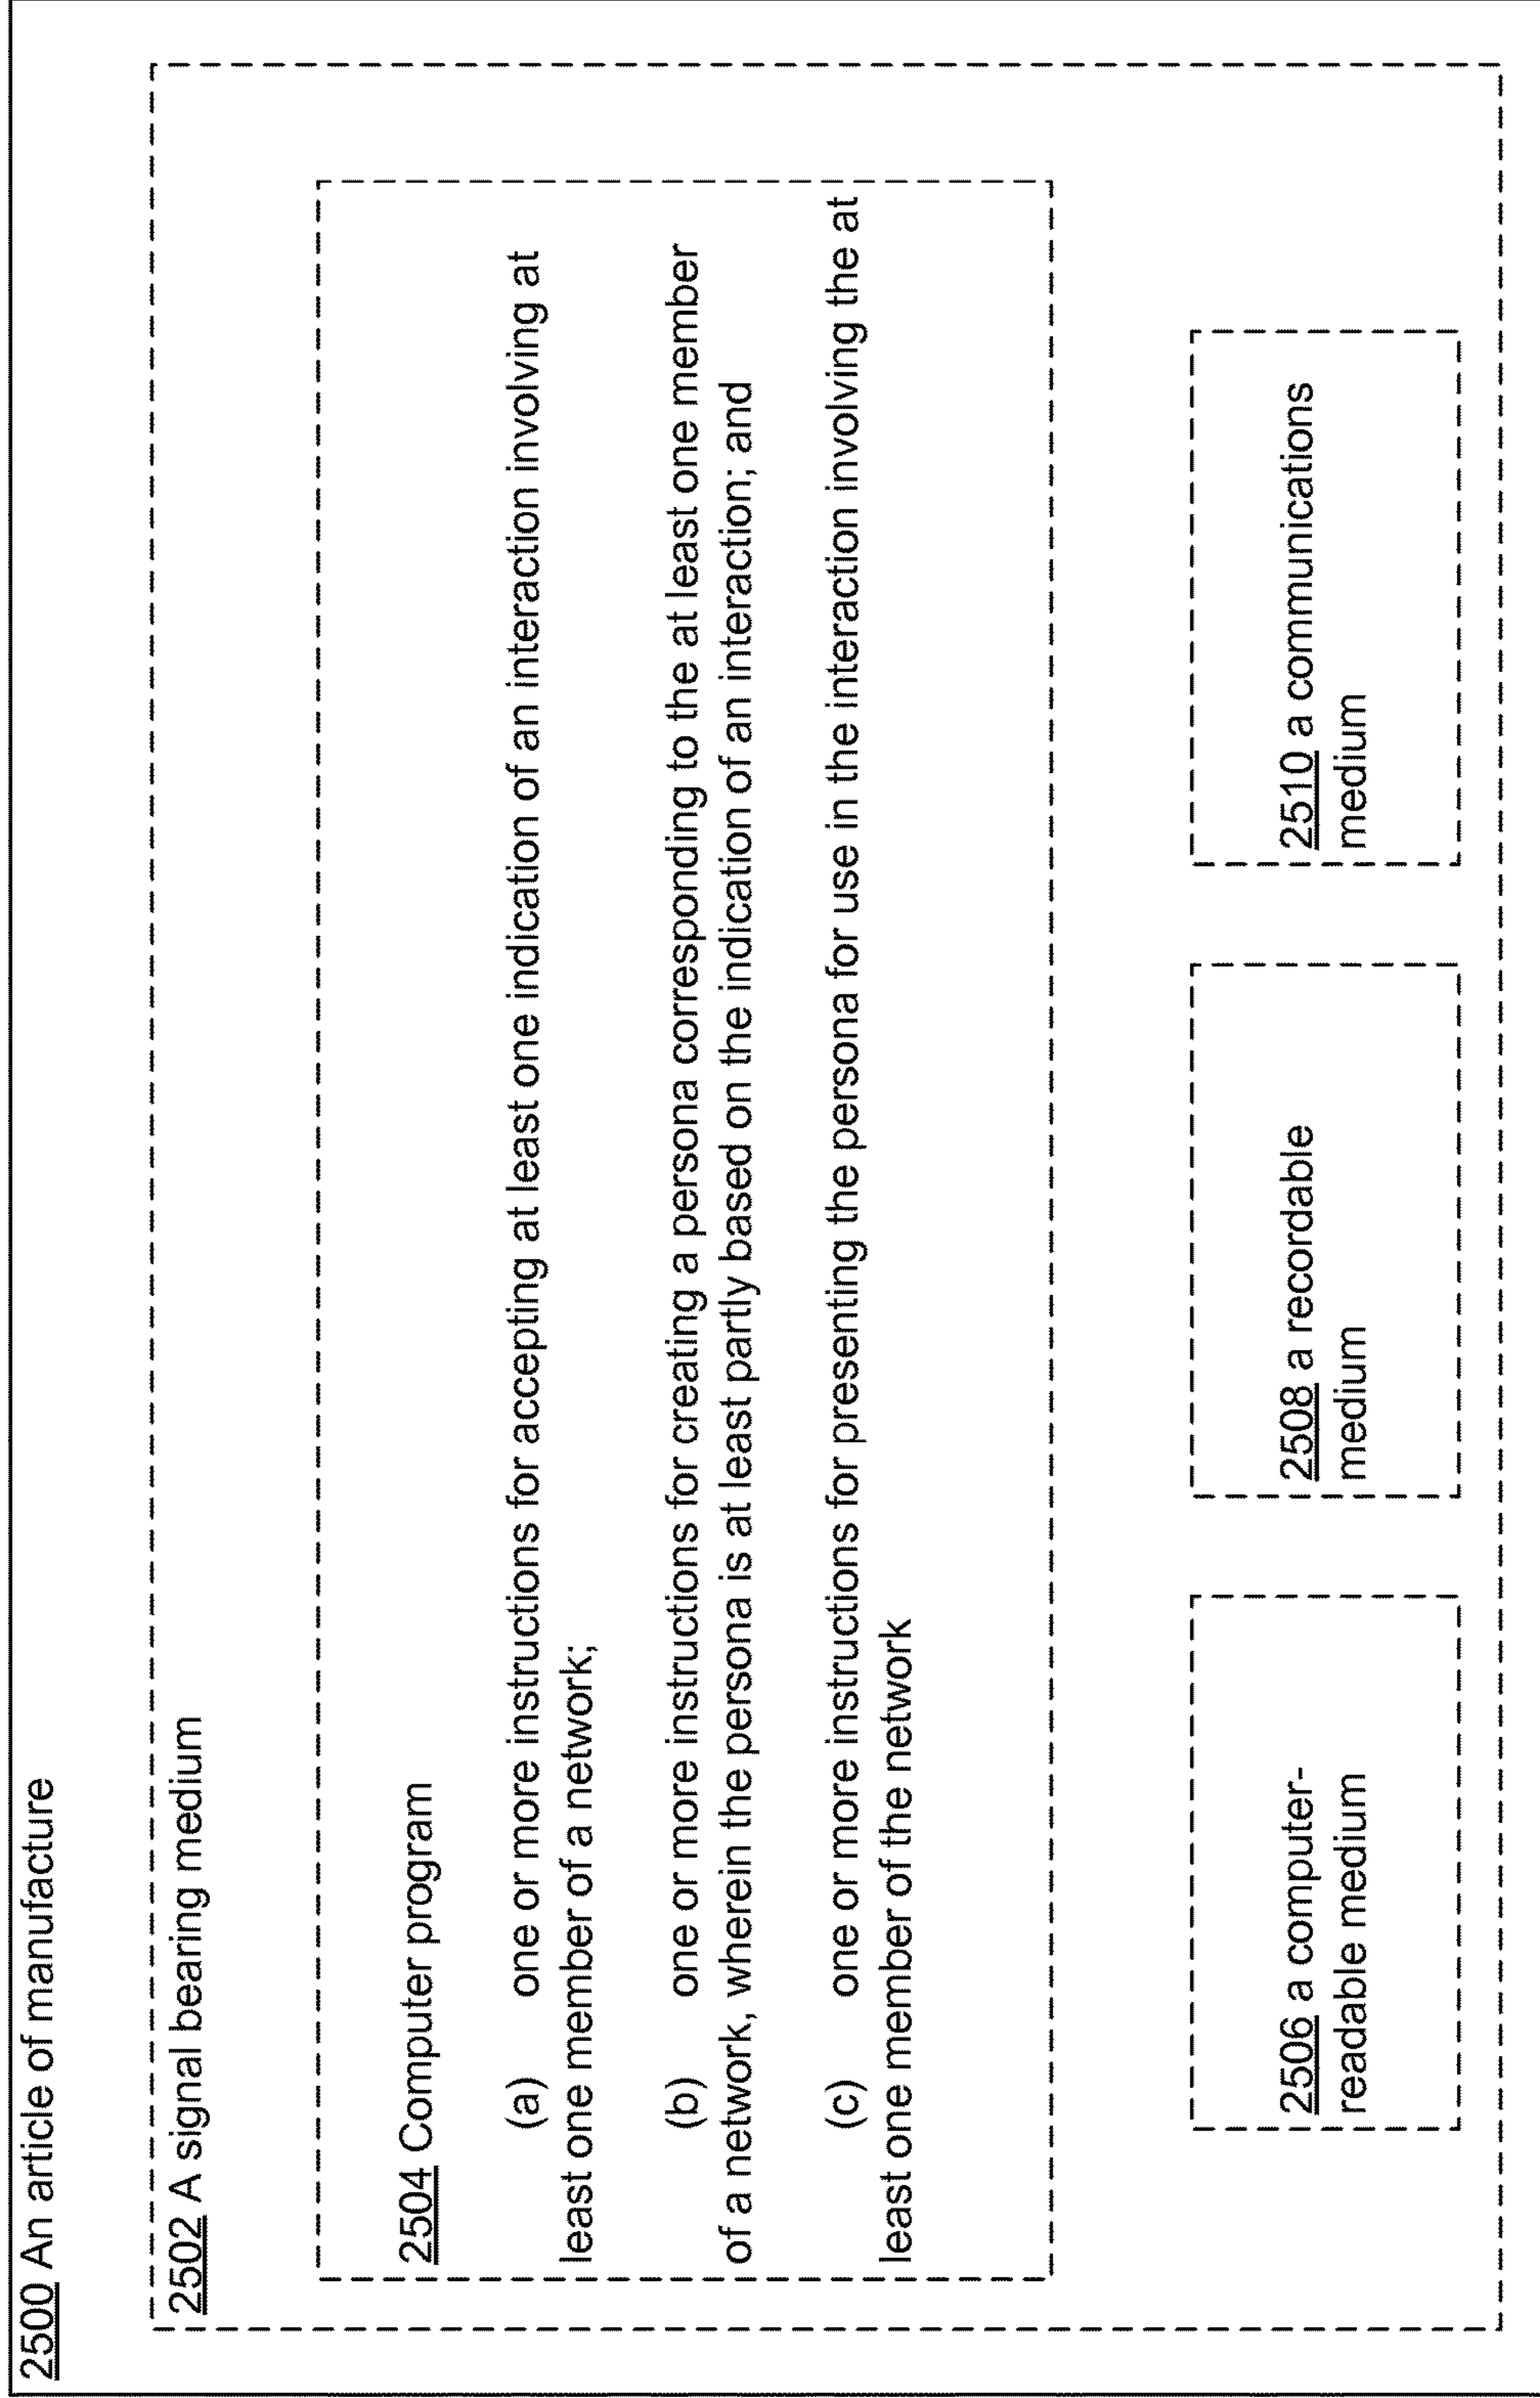 2500 An article of manufacture
2502 A signal bearing medium
2504 Computer program
(a) one or more instructions for accepting at least one indication of an interaction involving at
least one member of a network;
(b) one or more instructions for creating a persona corresponding to the at least one member
of a network, wherein the persona is at least partly based on the indication of an interaction; and
(c) one or more instructions for presenting the persona for use in the interaction involving the at
least one member of the network
2506 a computer-
readable medium
2508 a recordable
medium
2510 a communications
medium